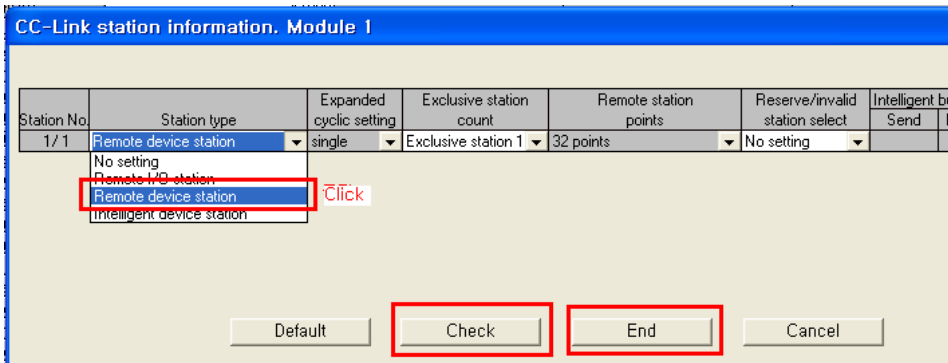 CC-Link station information. Module 1
Expanded Exclusive station Remote station Reserve/invalid Intelligent bu
Station No. Station type cyclic setting count points station select Send
1/ 1 Remote device station single Exclusive station 1 32 points No setting
No setting
Remote I/O station
Remote device station Click
Intelligent device station
Default Check End Cancel